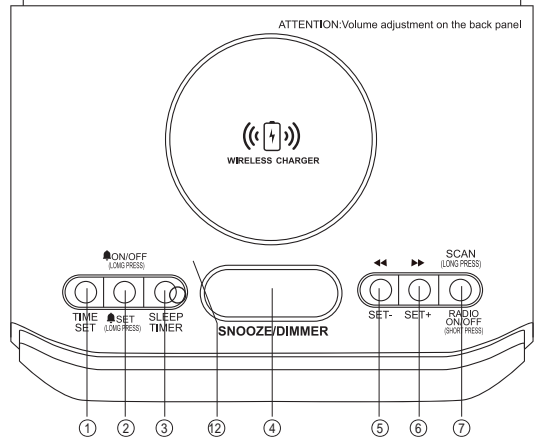 ATTENTION:Volume adjustment on the back panel
WIRELESS CHARGER
ON/OFF
(LOMG PRESS)
SCAN
(LONG PRESS)
TIME
SET
SET
(LOMG PRESS)
SLEEP
TIMER
SNOOZE/DIMMER
SET-
SET+
RADIO
ON/OFF
(SHORT PRESS)
1 2 3 12 4 5 6 7